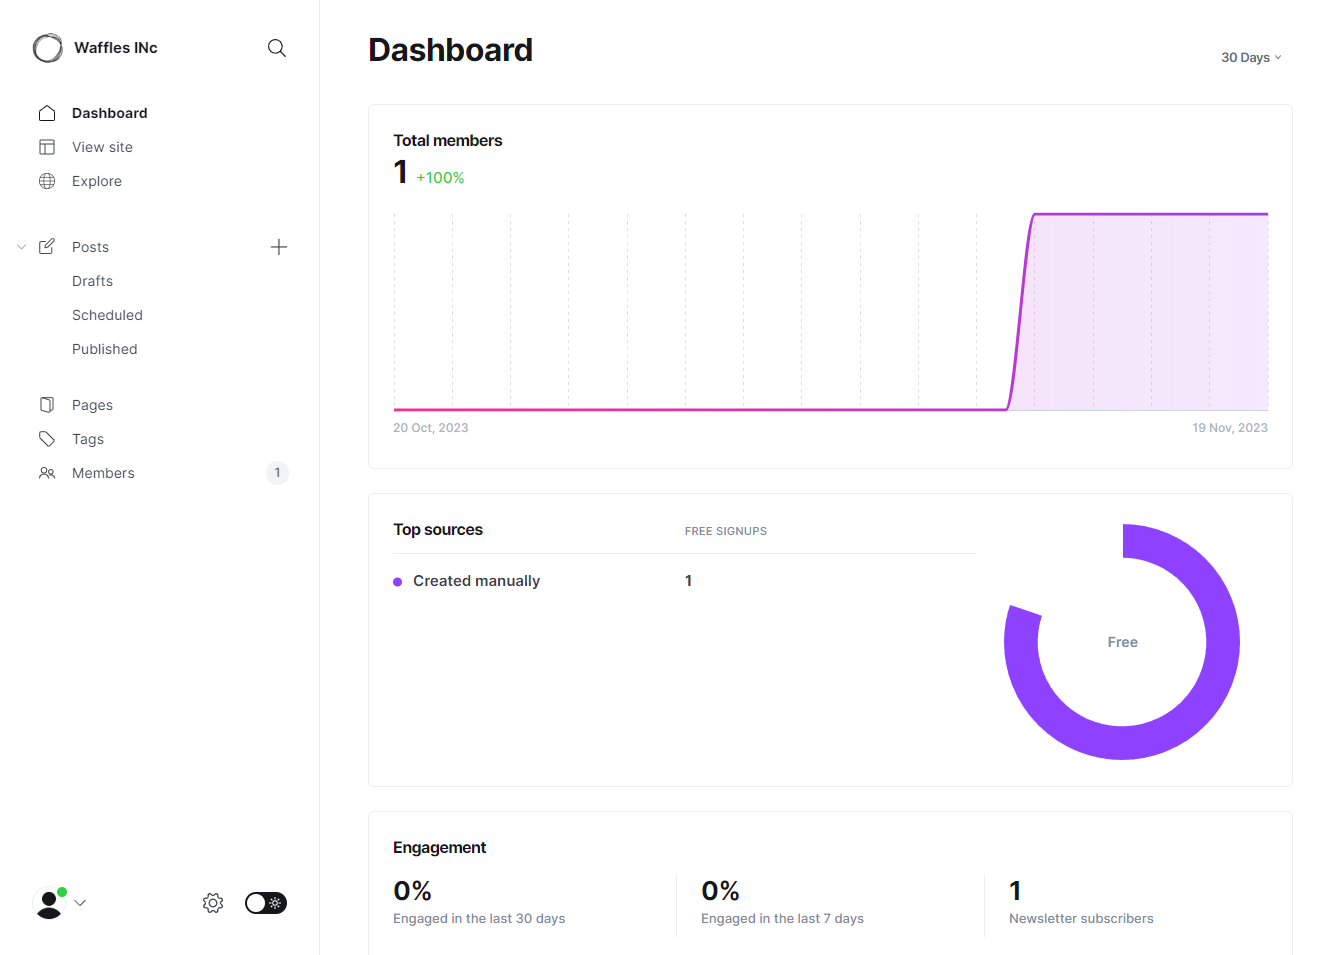 Waffles INc
Dashboard
View site
Explore
Posts
Drafts
Scheduled
Published
Pages
Tags
Members 1
Dashboard
30 Days
Total members
1 +100%
20 Oct, 2023 19 Nov, 2023
Top sources FREE SIGNUPS
Created manually 1
Free
Engagement
0% 0% 1
Engaged in the last 30 days Engaged in the last 7 days Newsletter subscribers